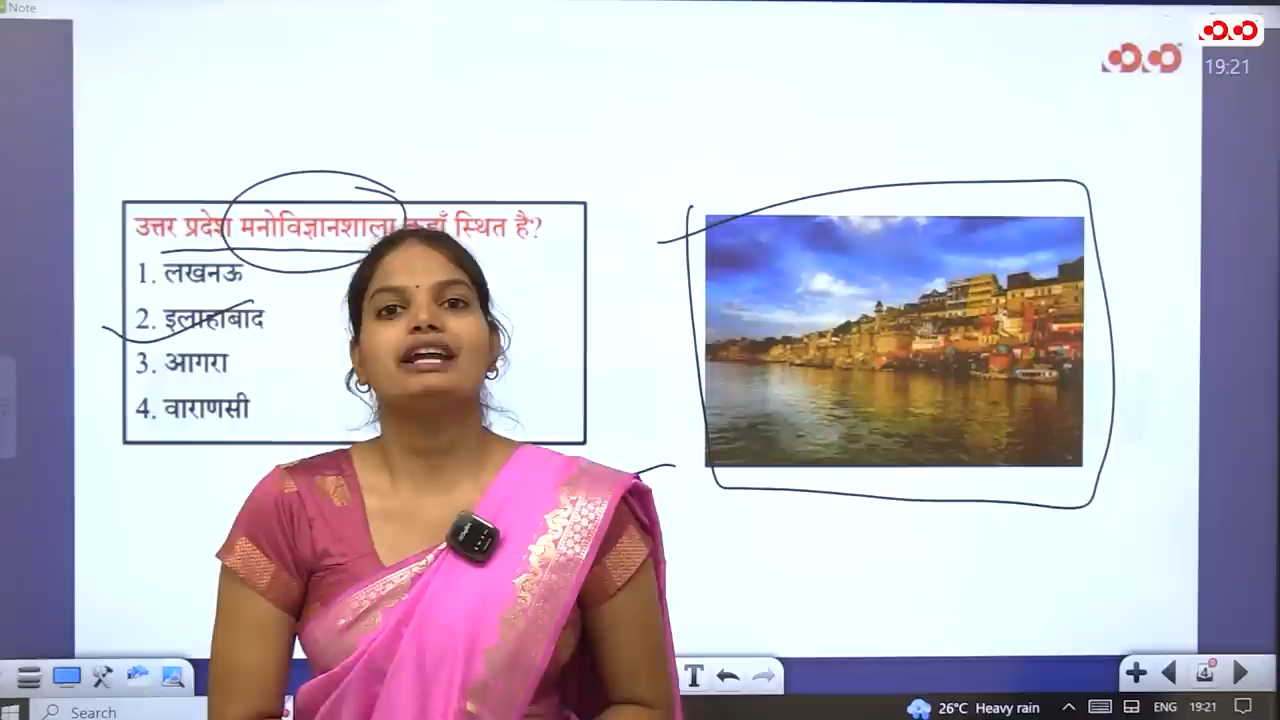 Note
19:21
उत्तर प्रदेश मनोविज्ञानशाला कहाँ स्थित है?
1. लखनऊ
2. इलाहाबाद
3. आगरा
4. वाराणसी
T
4
Search
26°C Heavy rain
ENG
19:21